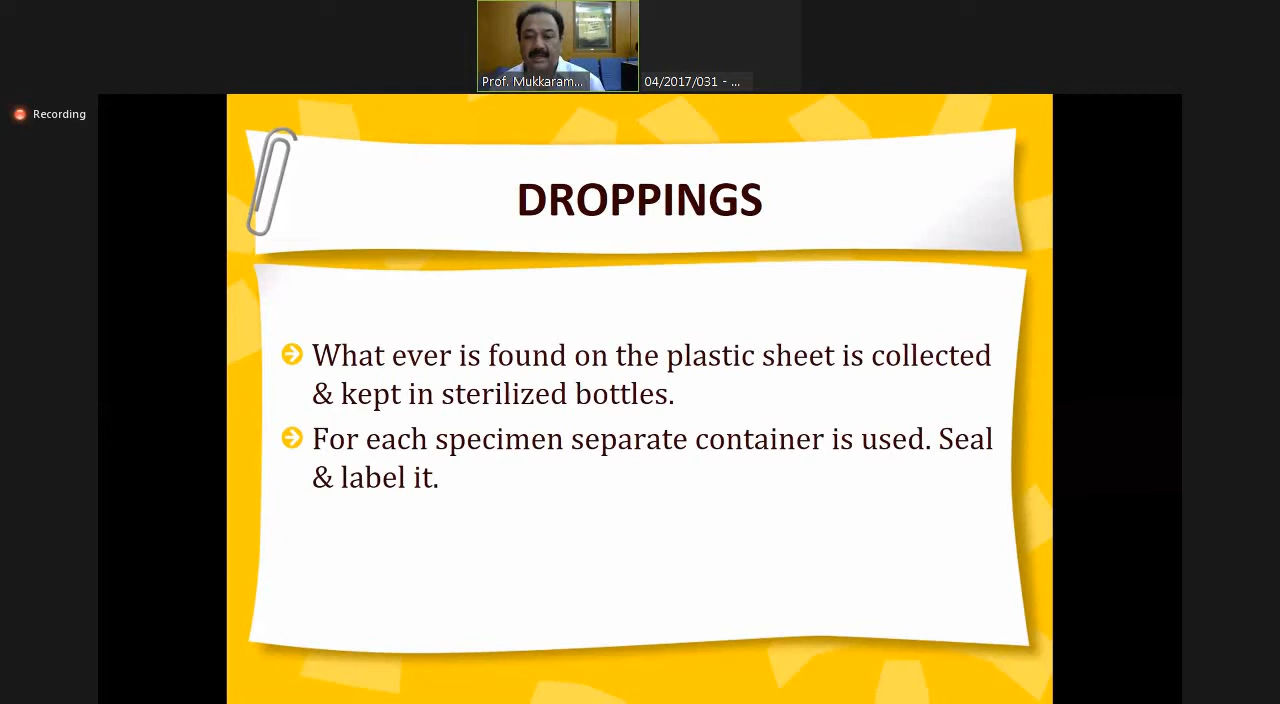 Prof. Mukkaram...
04/2017/031 - ...
Recording
DROPPINGS
What ever is found on the plastic sheet is collected
& kept in sterilized bottles.
For each specimen separate container is used. Seal
& label it.